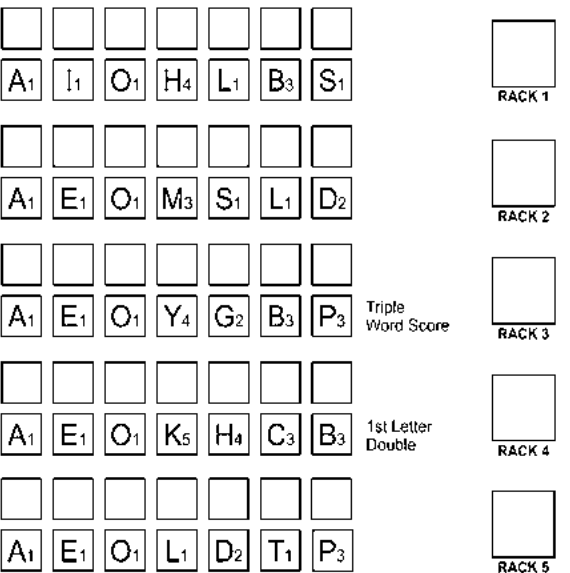 A1 I1 O1 H4 L1 B3 S1
RACK 1
A1 E1 O1 M3 S1 L1 D2
RACK 2
A1 E1 O1 Y4 G2 B3 P3
Triple
Word Score
RACK 3
A1 E1 O1 K5 H4 C3 B3
1st Letter
Double
RACK 4
A1 E1 O1 L1 D2 T1 P3
RACK 5